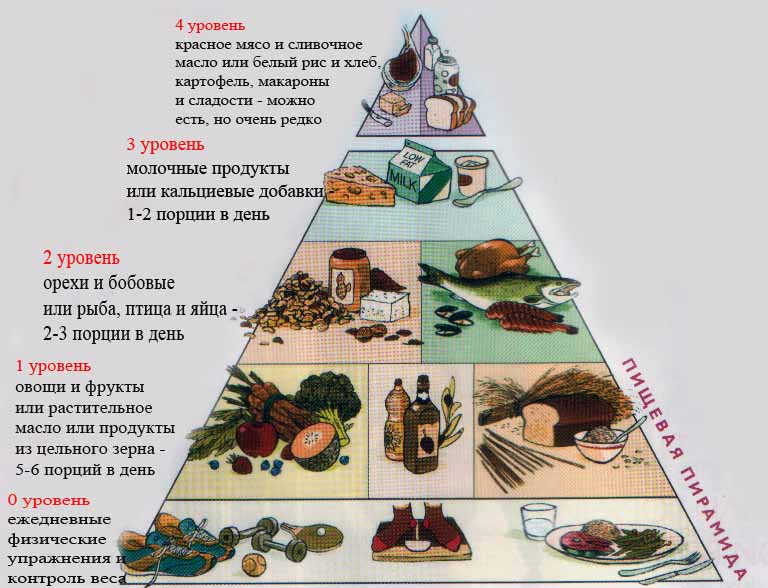 4 уровень
красное мясо и сливочное
масло или белый рис и хлеб,
картофель, макароны
и сладости - можно
есть, но очень редко
3 уровень
молочные продукты
или кальциевые добавки -
1-2 порции в день
LOW
FAT
MILK
2 уровень
орехи и бобовые
или рыба, птица и яйца -
2-3 порции в день
1 уровень
овощи и фрукты
или растительное
масло или продукты
из цельного зерна -
5-6 порций в день
0 уровень
ежедневные
физические
упражнения и
контроль веса
ПИЩЕВАЯ ПИРАМИДА